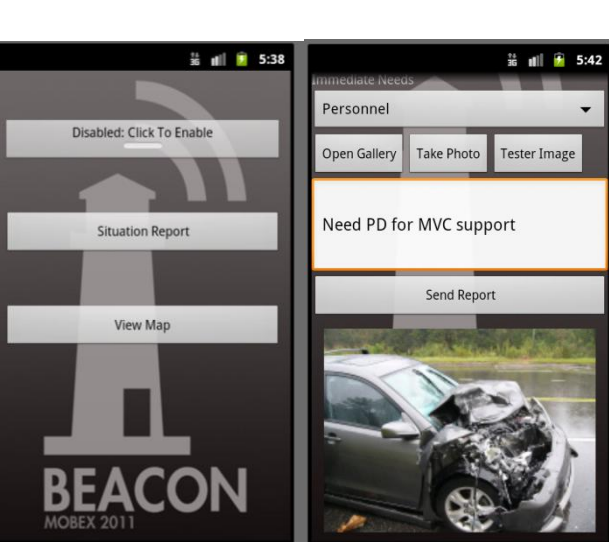 5:38
Disabled: Click To Enable
Situation Report
View Map
BEACON
MOBEX 2011
3G
5:42
Immediate Needs
Personnel
Open Gallery
Take Photo
Tester Image
Need PD for MVC support
Send Report